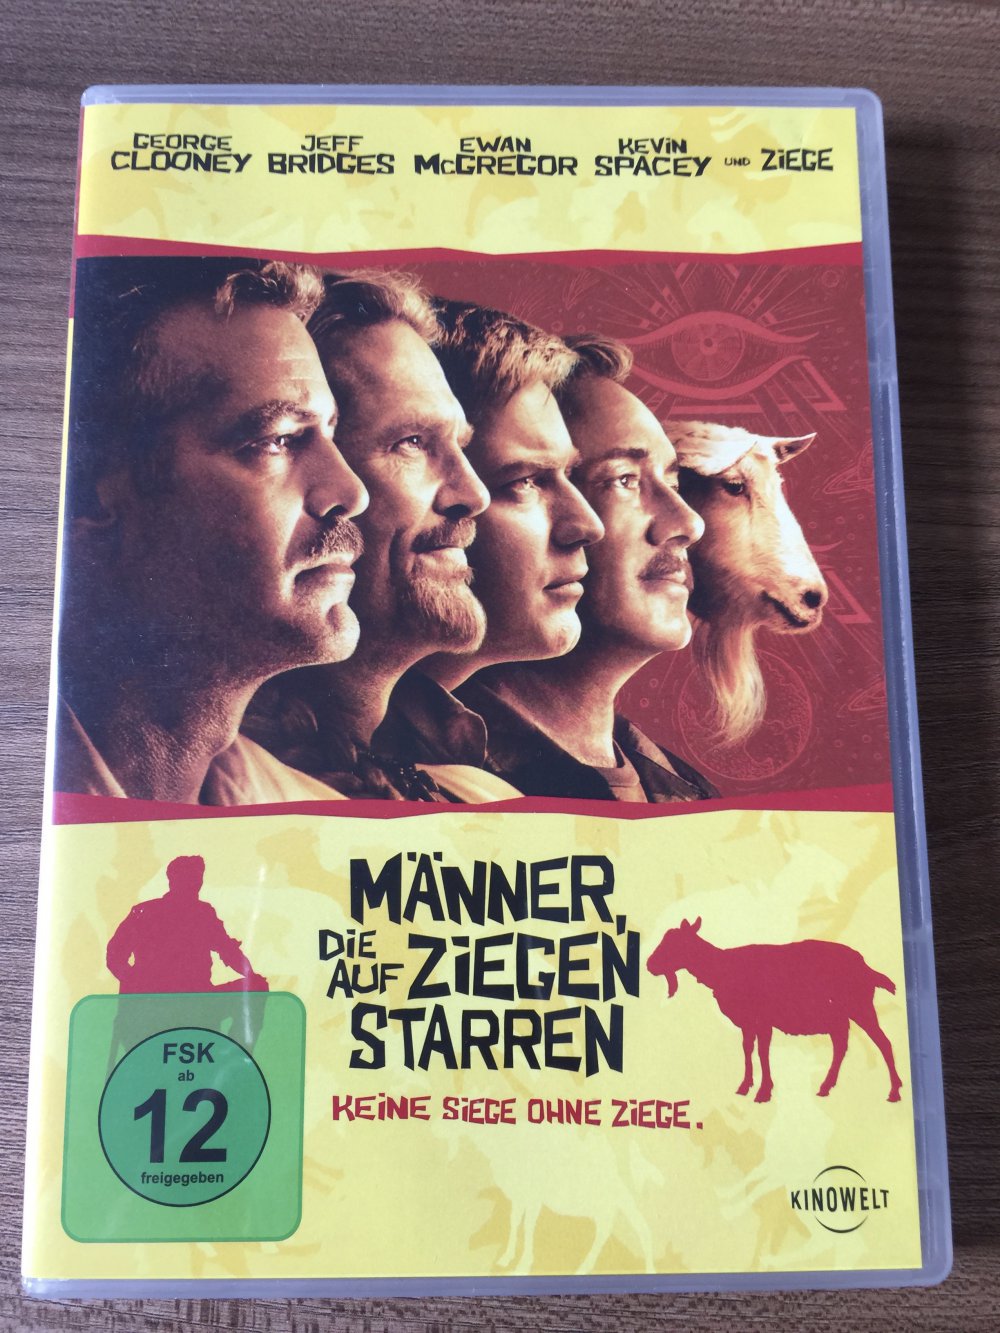 GEORGE CLOONEY JEFF BRIDGES EWAN McGREGOR KEVIN SPACEY UND ZIEGE
MÄNNER,
DIE AUF ZIEGEN
STARREN
KEINE SIEGE OHNE ZIEGE.
FSK
ab
12
freigegeben
KINOWELT